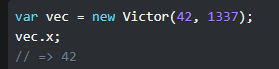 var vec = new Victor(42, 1337);
vec.x;
// => 42